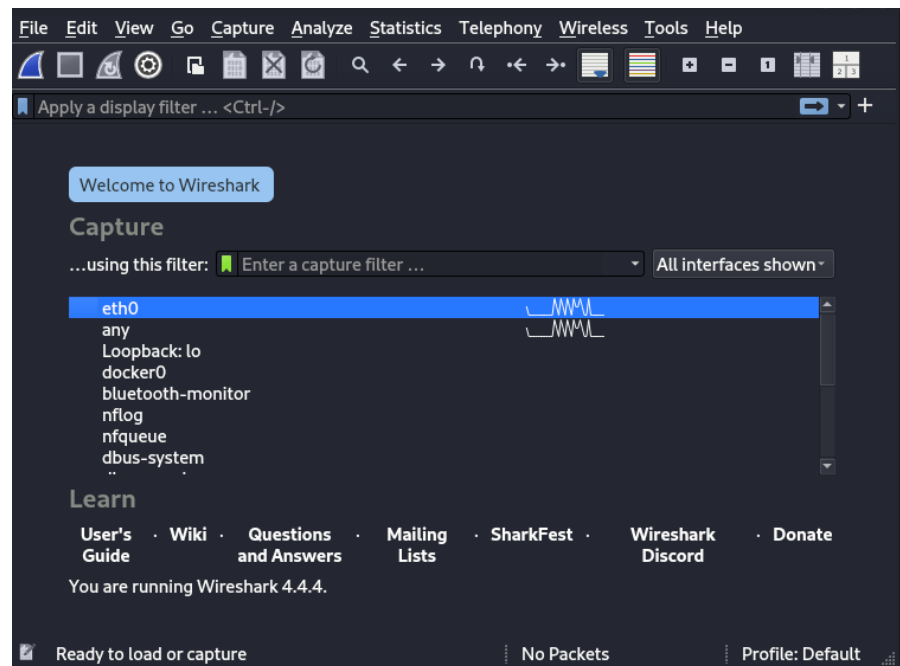 File Edit View Go Capture Analyze Statistics Telephony Wireless Tools Help
Apply a display filter … <Ctrl-/>
Welcome to Wireshark
Capture
…using this filter: Enter a capture filter … All interfaces shown
eth0
any
Loopback: lo
docker0
bluetooth-monitor
nflog
nfqueue
dbus-system
Learn
User's Guide · Wiki · Questions and Answers · Mailing Lists · SharkFest · Wireshark Discord · Donate
You are running Wireshark 4.4.4.
Ready to load or capture No Packets Profile: Default